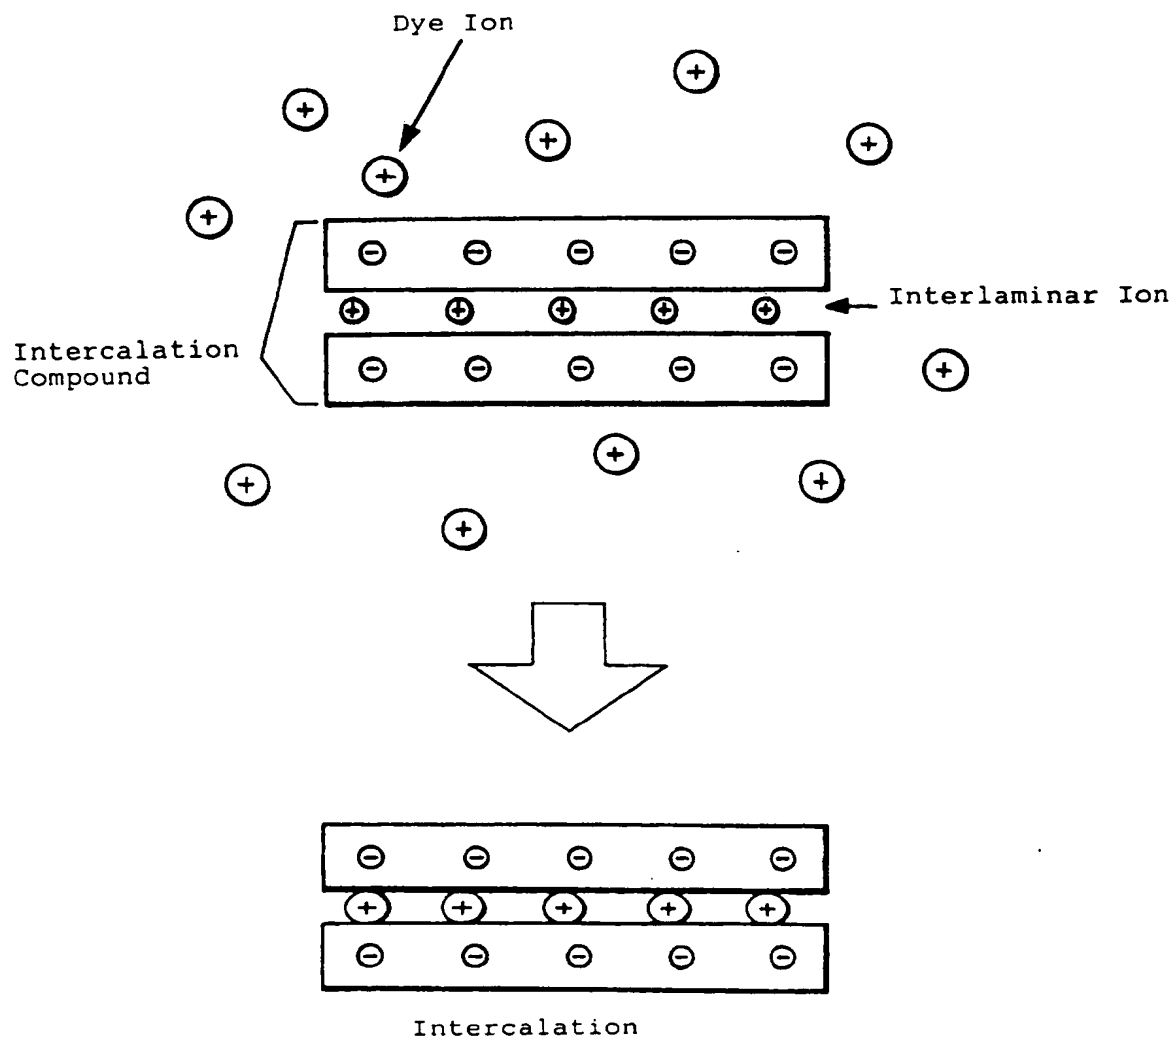 Dye Ion
Interlaminar Ion
Intercalation
Compound
Intercalation